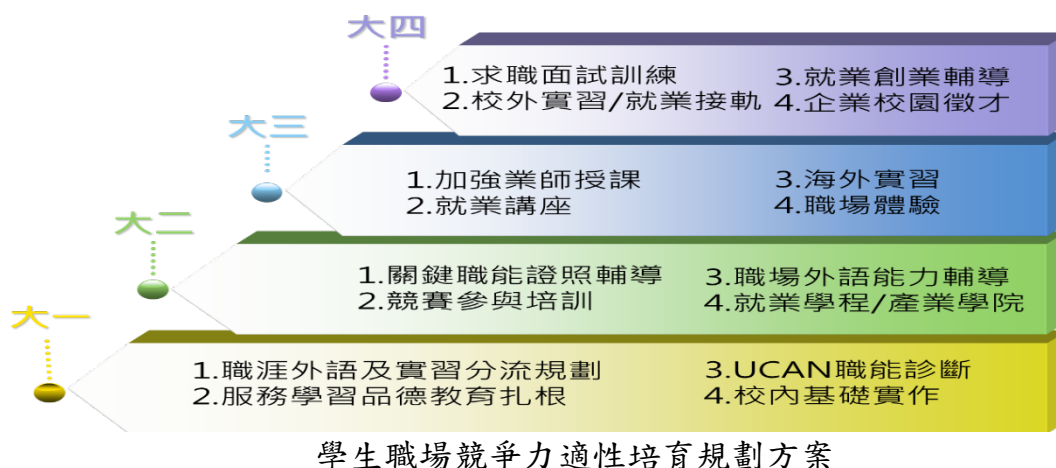 大四
1.求職面試訓練
2.校外實習/就業接軌
3.就業創業輔導
4.企業校園徵才
大三
1.加強業師授課
2.就業講座
3.海外實習
4.職場體驗
大二
1.關鍵職能證照輔導
2.競賽參與培訓
3.職場外語能力輔導
4.就業學程/產業學院
大一
1.職涯外語及實習分流規劃
2.服務學習品德教育扎根
3.UCAN職能診斷
4.校內基礎實作
學生職場競爭力適性培育規劃方案